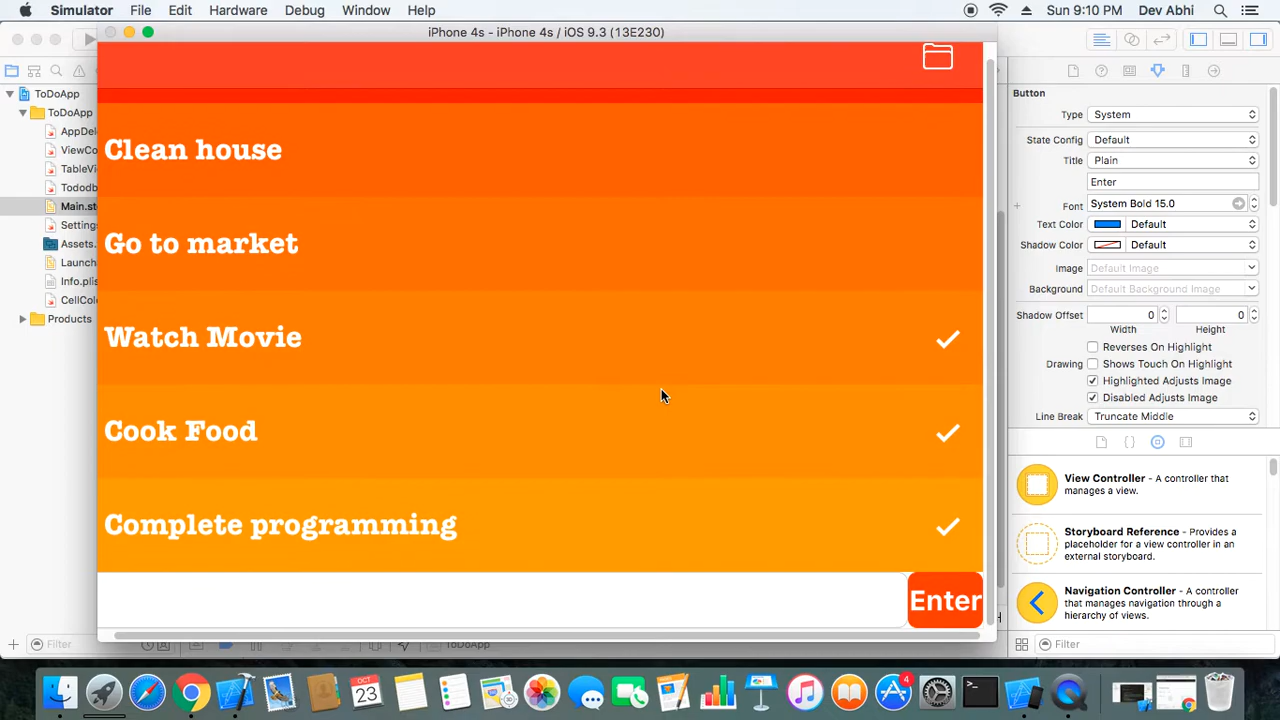 Simulator File Edit Hardware Debug Window Help Sun 9:10 PM Dev Abhi
iPhone 4s - iPhone 4s / iOS 9.3 (13E230)
ToDoApp
ToDoApp
AppDel
ViewCo
TableVi
Tododb
Main.st
Settings
Assets.
Launch
Info.plis
CellColo
Products
Filter
Clean house
Go to market
Watch Movie
Cook Food
Complete programming
Enter
ToDoApp
Button
Type System
State Config Default
Title Plain
Enter
Font System Bold 15.0
Text Color Default
Shadow Color Default
Image Default Image
Background Default Background Image
Shadow Offset 0 0
Width Height
Reverses On Highlight
Drawing Shows Touch On Highlight
Highlighted Adjusts Image
Disabled Adjusts Image
Line Break Truncate Middle
View Controller - A controller that
manages a view.
Storyboard Reference - Provides a
placeholder for a view controller in an
external storyboard.
Navigation Controller - A
controller that manages navigation through a
hierarchy of views.
Filter
OCT
23
4